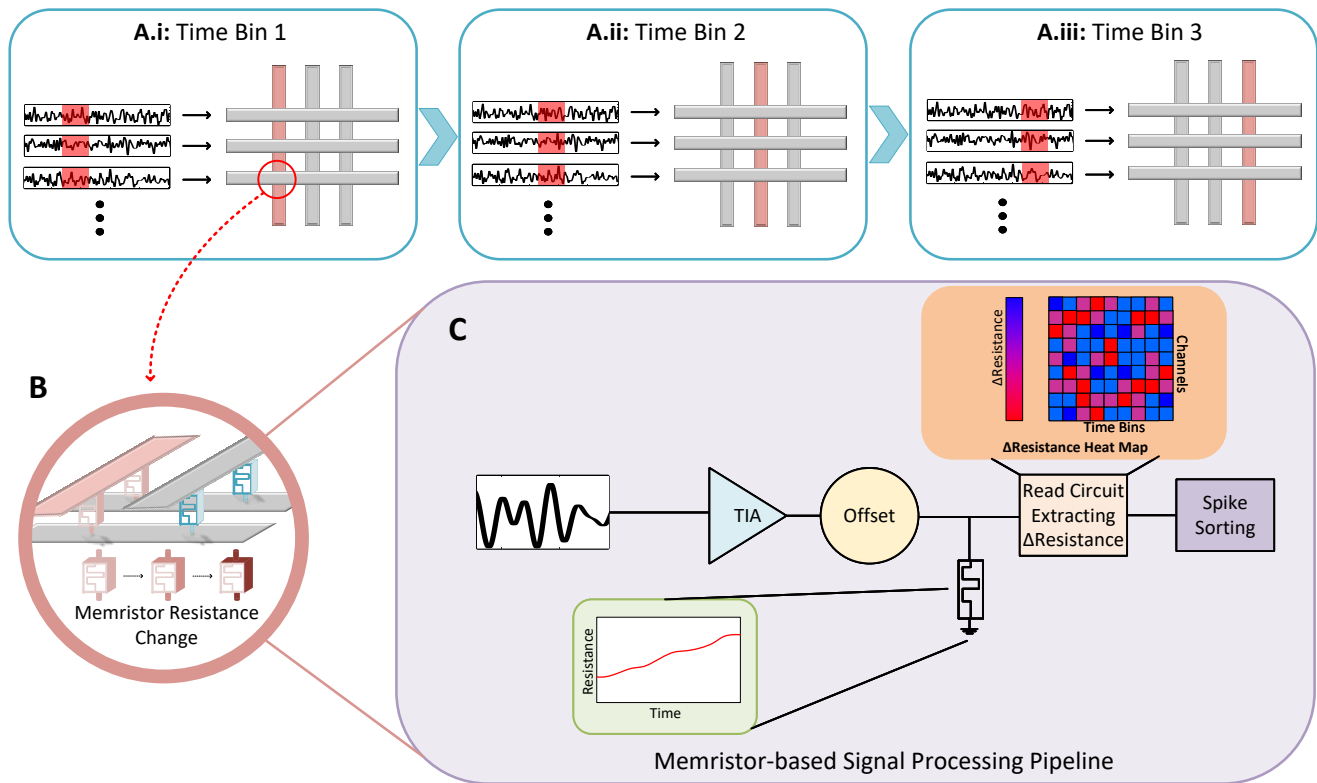 A.i: Time Bin 1
A.ii: Time Bin 2
A.iii: Time Bin 3
B
Memristor Resistance
Change
C
ΔResistance
Channels
Time Bins
ΔResistance Heat Map
TIA
Offset
Read Circuit
Extracting
ΔResistance
Spike
Sorting
Resistance
Time
Memristor-based Signal Processing Pipeline